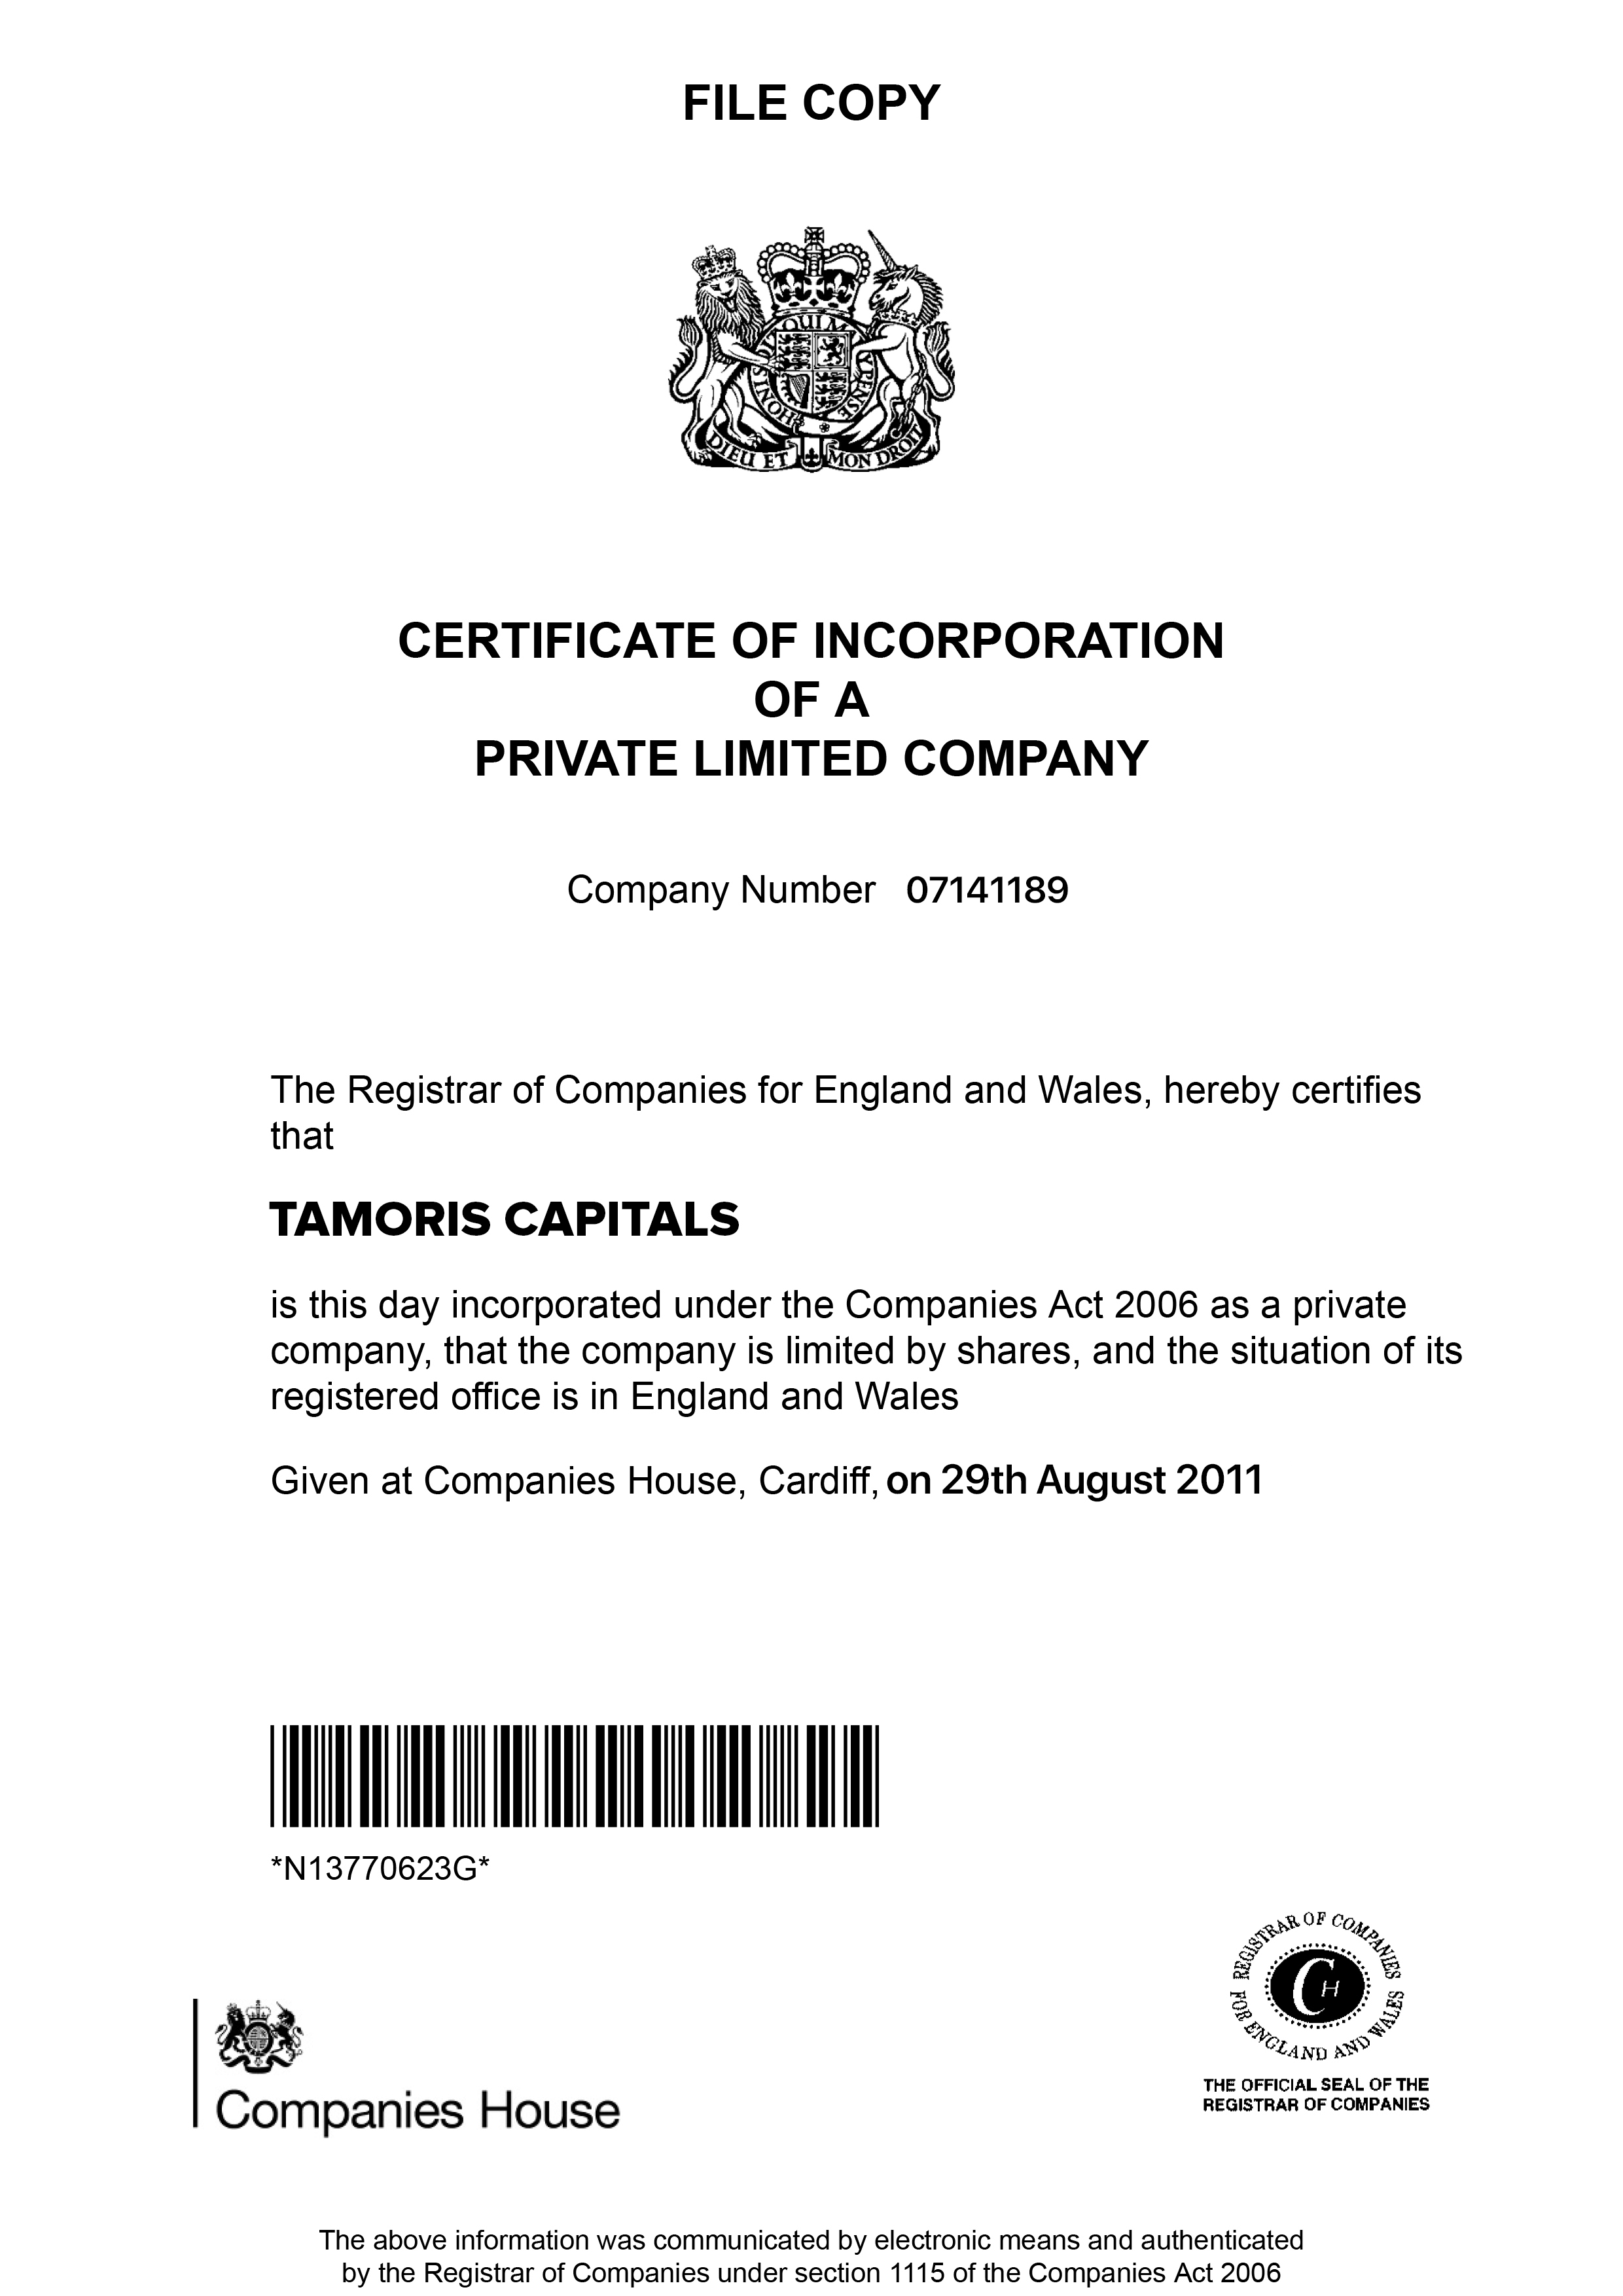 FILE COPY
QUI M
HONI S
Y PENSE
DIEU ET MON DROIT
CERTIFICATE OF INCORPORATION
OF A
PRIVATE LIMITED COMPANY
Company Number 07141189
The Registrar of Companies for England and Wales, hereby certifies
that
TAMORIS CAPITALS
is this day incorporated under the Companies Act 2006 as a private
company, that the company is limited by shares, and the situation of its
registered office is in England and Wales
Given at Companies House, Cardiff, on 29th August 2011
*N13770623G*
REGISTRAR OF COMPANIES
FOR ENGLAND AND WALES
CH
THE OFFICIAL SEAL OF THE
REGISTRAR OF COMPANIES
Companies House
The above information was communicated by electronic means and authenticated
by the Registrar of Companies under section 1115 of the Companies Act 2006